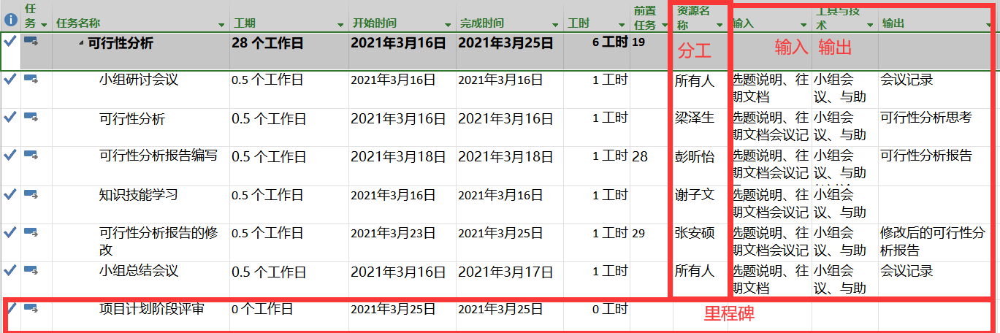 任务 任务名称 工期 开始时间 完成时间 工时 前置任务 资源名称 输入 工具与技术 输出
可行性分析 28 个工作日 2021年3月16日 2021年3月25日 6 工时 19
分工 输入 输出
小组研讨会议 0.5 个工作日 2021年3月16日 2021年3月16日 1 工时 所有人 选题说明、往期文档 小组会议、与助 会议记录
可行性分析 0.5 个工作日 2021年3月16日 2021年3月16日 1 工时 梁泽生 选题说明、往期文档会议记 小组会议、与助 可行性分析思考
可行性分析报告编写 0.5 个工作日 2021年3月18日 2021年3月18日 1 工时 28 彭昕怡 选题说明、往期文档会议记 小组会议、与助 可行性分析报告
知识技能学习 0.5 个工作日 2021年3月16日 2021年3月16日 1 工时 谢子文 选题说明、往期文档会议记 小组会议、与助
可行性分析报告的修改 0.5 个工作日 2021年3月23日 2021年3月25日 1 工时 29 张安硕 选题说明、往期文档会议记 小组会议、与助 修改后的可行性分析报告
小组总结会议 0.5 个工作日 2021年3月16日 2021年3月17日 1 工时 所有人 选题说明、往期文档 小组会议、与助 会议记录
项目计划阶段评审 0 个工作日 2021年3月25日 2021年3月25日 0 工时
里程碑